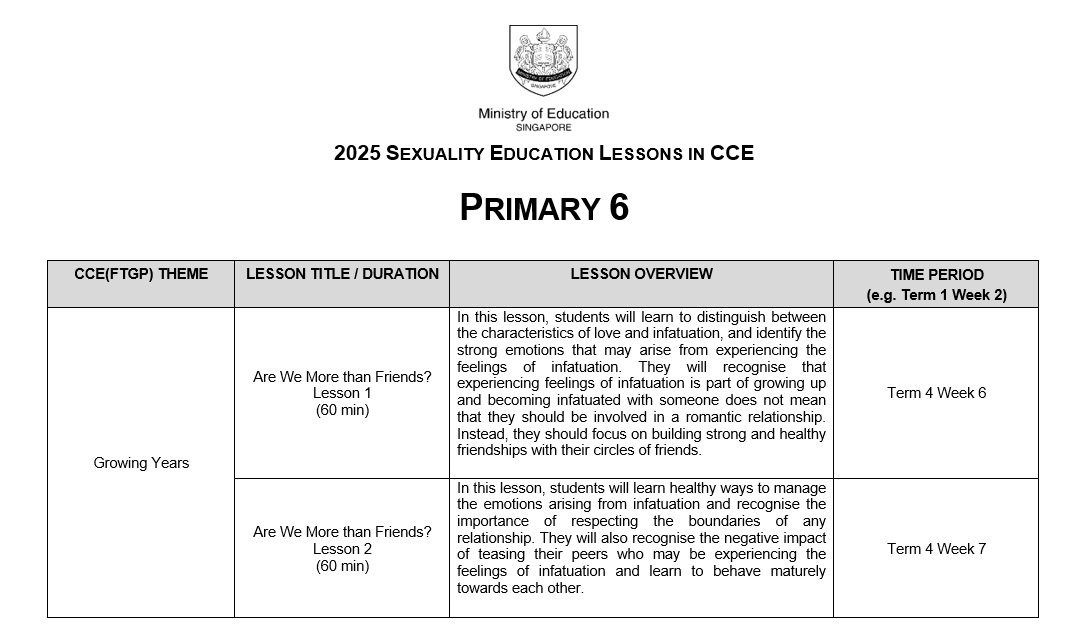 MINISTRY OF EDUCATION
SINGAPORE
Ministry of Education
SINGAPORE
2025 SEXUALITY EDUCATION LESSONS IN CCE
PRIMARY 6
CCE(FTGP) THEME
LESSON TITLE / DURATION
LESSON OVERVIEW
TIME PERIOD
(e.g. Term 1 Week 2)
Growing Years
Are We More than Friends?
Lesson 1
(60 min)
In this lesson, students will learn to distinguish between
the characteristics of love and infatuation, and identify the
strong emotions that may arise from experiencing the
feelings of infatuation. They will recognise that
experiencing feelings of infatuation is part of growing up
and becoming infatuated with someone does not mean
that they should be involved in a romantic relationship.
Instead, they should focus on building strong and healthy
friendships with their circles of friends.
Term 4 Week 6
Are We More than Friends?
Lesson 2
(60 min)
In this lesson, students will learn healthy ways to manage
the emotions arising from infatuation and recognise the
importance of respecting the boundaries of any
relationship. They will also recognise the negative impact
of teasing their peers who may be experiencing the
feelings of infatuation and learn to behave maturely
towards each other.
Term 4 Week 7